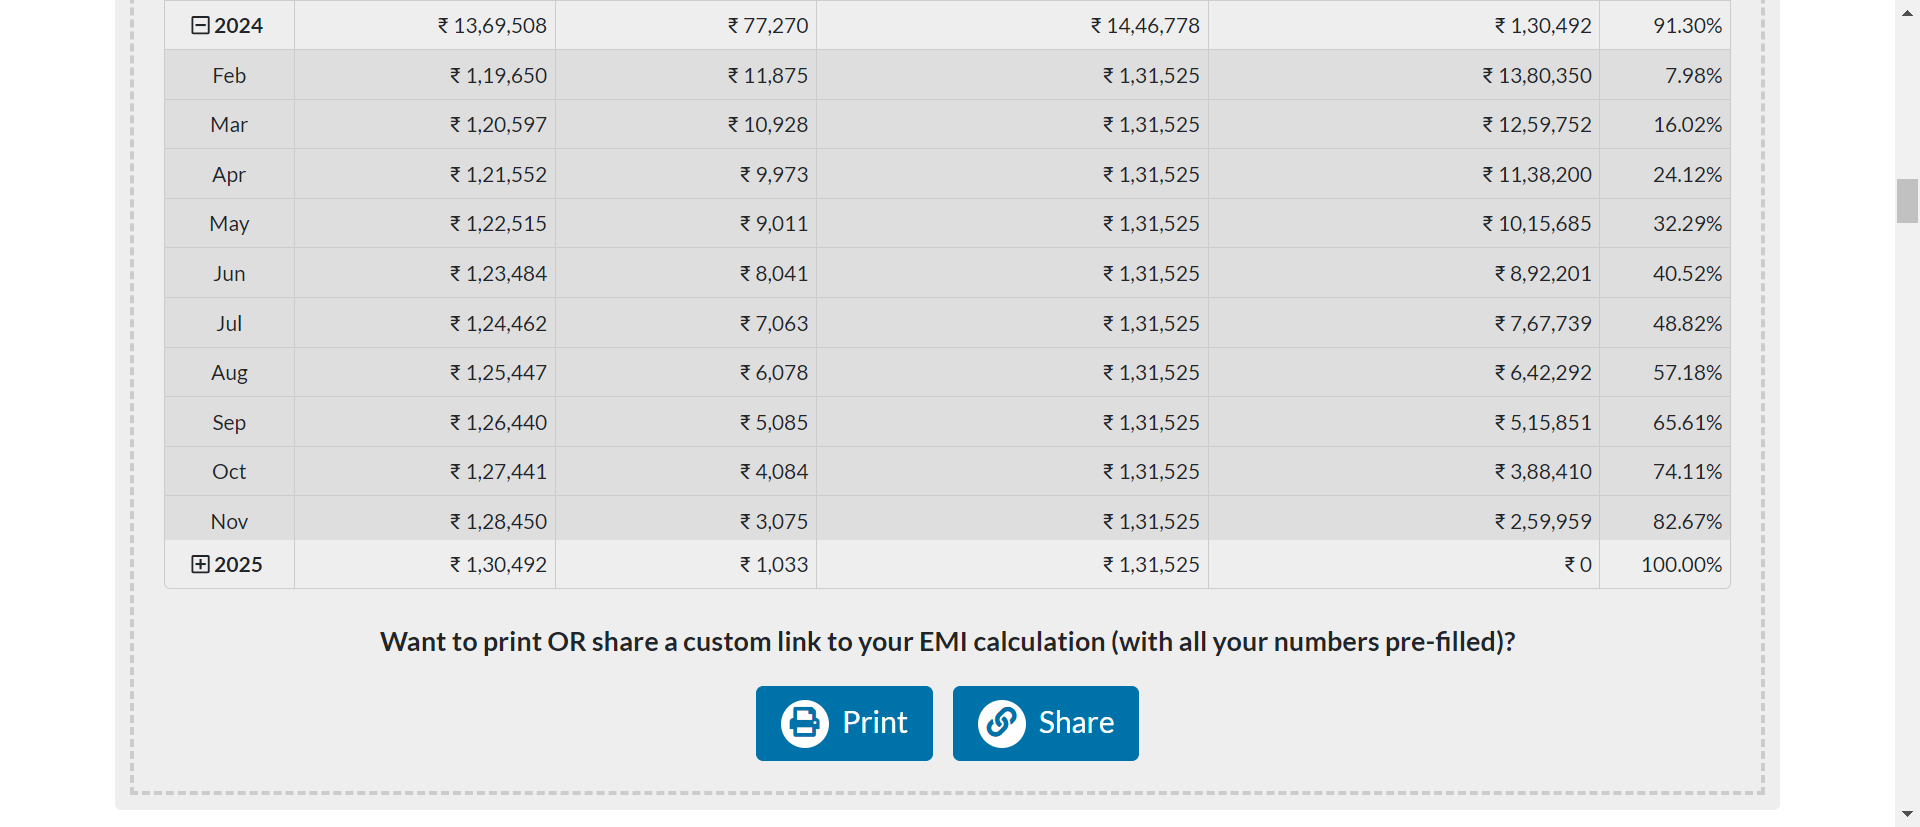 2024 ₹ 13,69,508 ₹ 77,270 ₹ 14,46,778 ₹ 1,30,492 91.30%
Feb ₹ 1,19,650 ₹ 11,875 ₹ 1,31,525 ₹ 13,80,350 7.98%
Mar ₹ 1,20,597 ₹ 10,928 ₹ 1,31,525 ₹ 12,59,752 16.02%
Apr ₹ 1,21,552 ₹ 9,973 ₹ 1,31,525 ₹ 11,38,200 24.12%
May ₹ 1,22,515 ₹ 9,011 ₹ 1,31,525 ₹ 10,15,685 32.29%
Jun ₹ 1,23,484 ₹ 8,041 ₹ 1,31,525 ₹ 8,92,201 40.52%
Jul ₹ 1,24,462 ₹ 7,063 ₹ 1,31,525 ₹ 7,67,739 48.82%
Aug ₹ 1,25,447 ₹ 6,078 ₹ 1,31,525 ₹ 6,42,292 57.18%
Sep ₹ 1,26,440 ₹ 5,085 ₹ 1,31,525 ₹ 5,15,851 65.61%
Oct ₹ 1,27,441 ₹ 4,084 ₹ 1,31,525 ₹ 3,88,410 74.11%
Nov ₹ 1,28,450 ₹ 3,075 ₹ 1,31,525 ₹ 2,59,959 82.67%
2025 ₹ 1,30,492 ₹ 1,033 ₹ 1,31,525 ₹ 0 100.00%
Want to print OR share a custom link to your EMI calculation (with all your numbers pre-filled)?
Print Share